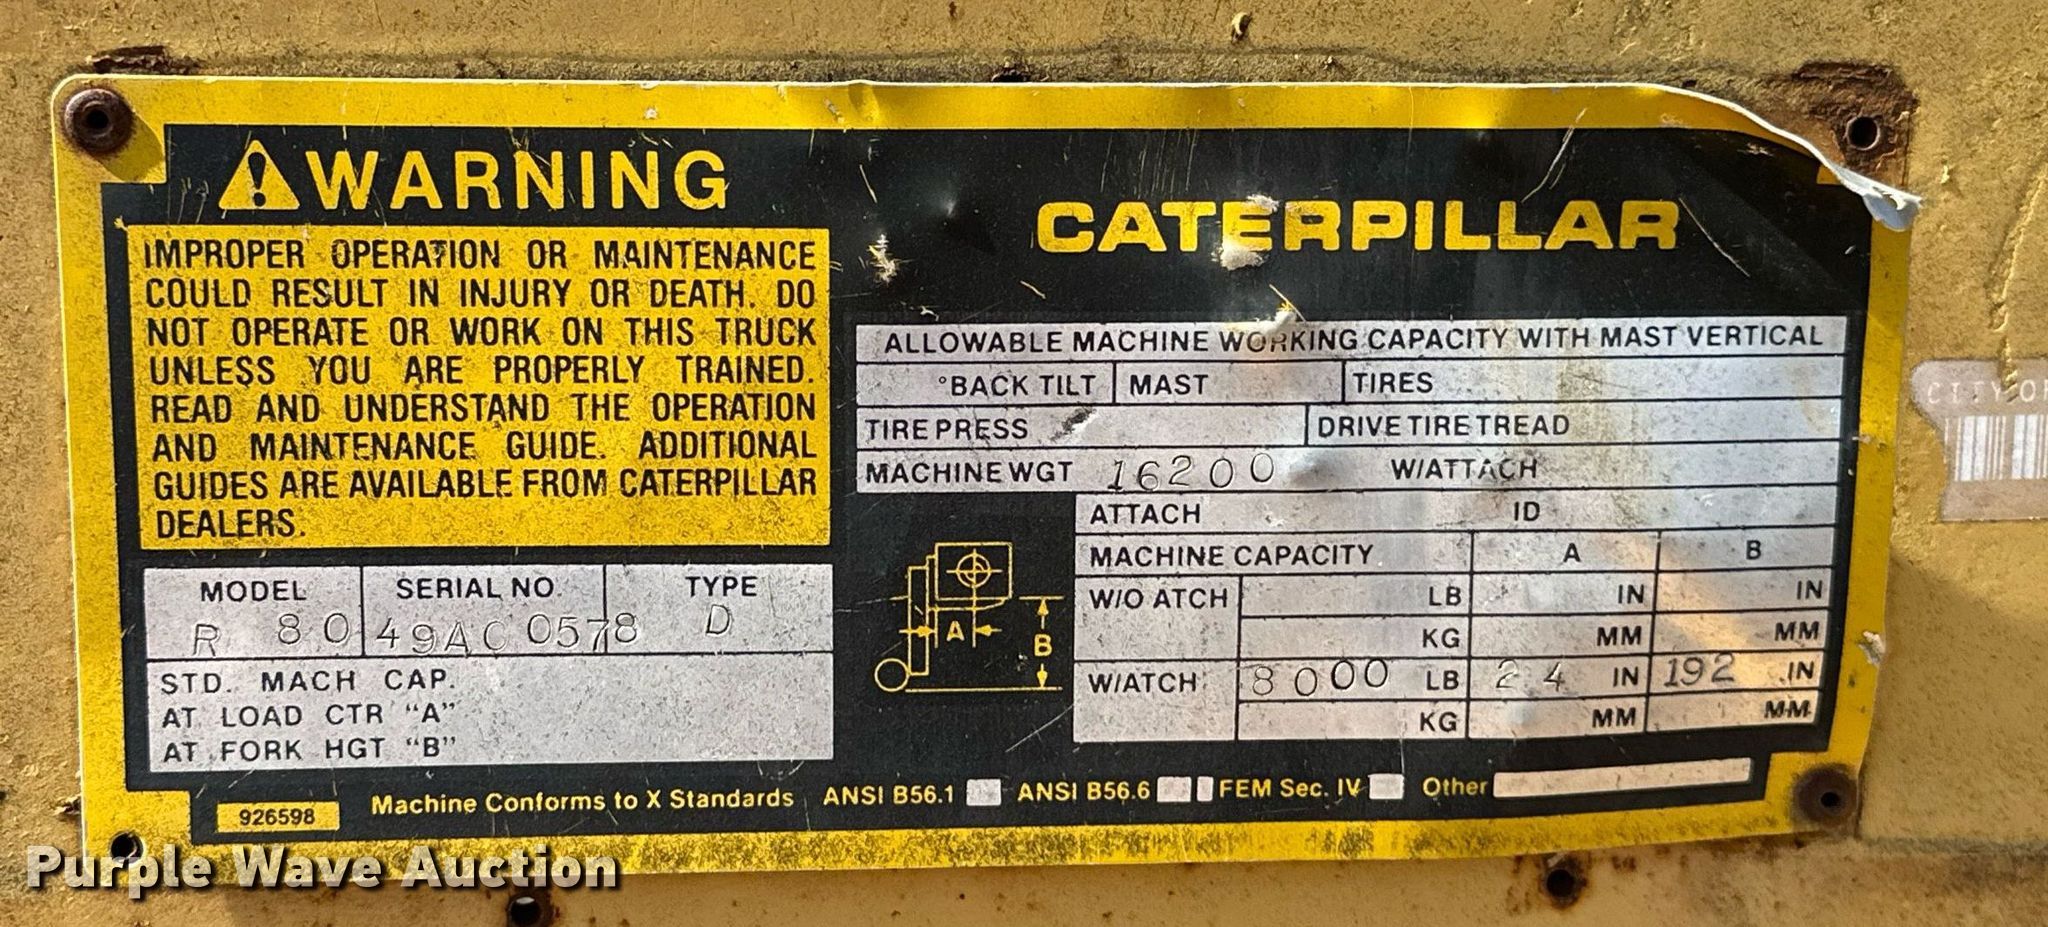 WARNING
IMPROPER OPERATION OR MAINTENANCE
COULD RESULT IN INJURY OR DEATH. DO
NOT OPERATE OR WORK ON THIS TRUCK
UNLESS YOU ARE PROPERLY TRAINED.
READ AND UNDERSTAND THE OPERATION
AND MAINTENANCE GUIDE. ADDITIONAL
GUIDES ARE AVAILABLE FROM CATERPILLAR
DEALERS.
MODEL SERIAL NO. TYPE
R 80 49AC0578 D
STD. MACH CAP.
AT LOAD CTR "A"
AT FORK HGT "B"
926598
CATERPILLAR
ALLOWABLE MACHINE WORKING CAPACITY WITH MAST VERTICAL
°BACK TILT MAST TIRES
TIRE PRESS DRIVE TIRE TREAD
MACHINE WGT 16200 W/ATTACH
ATTACH ID
MACHINE CAPACITY A B
W/O ATCH LB IN IN
KG MM MM
W/ATCH 8000 LB 24 IN 192 IN
KG MM MM
A
B
Machine Conforms to X Standards ANSI B56.1 ANSI B56.6 FEM Sec. IV Other
CITY OF
Purple Wave Auction